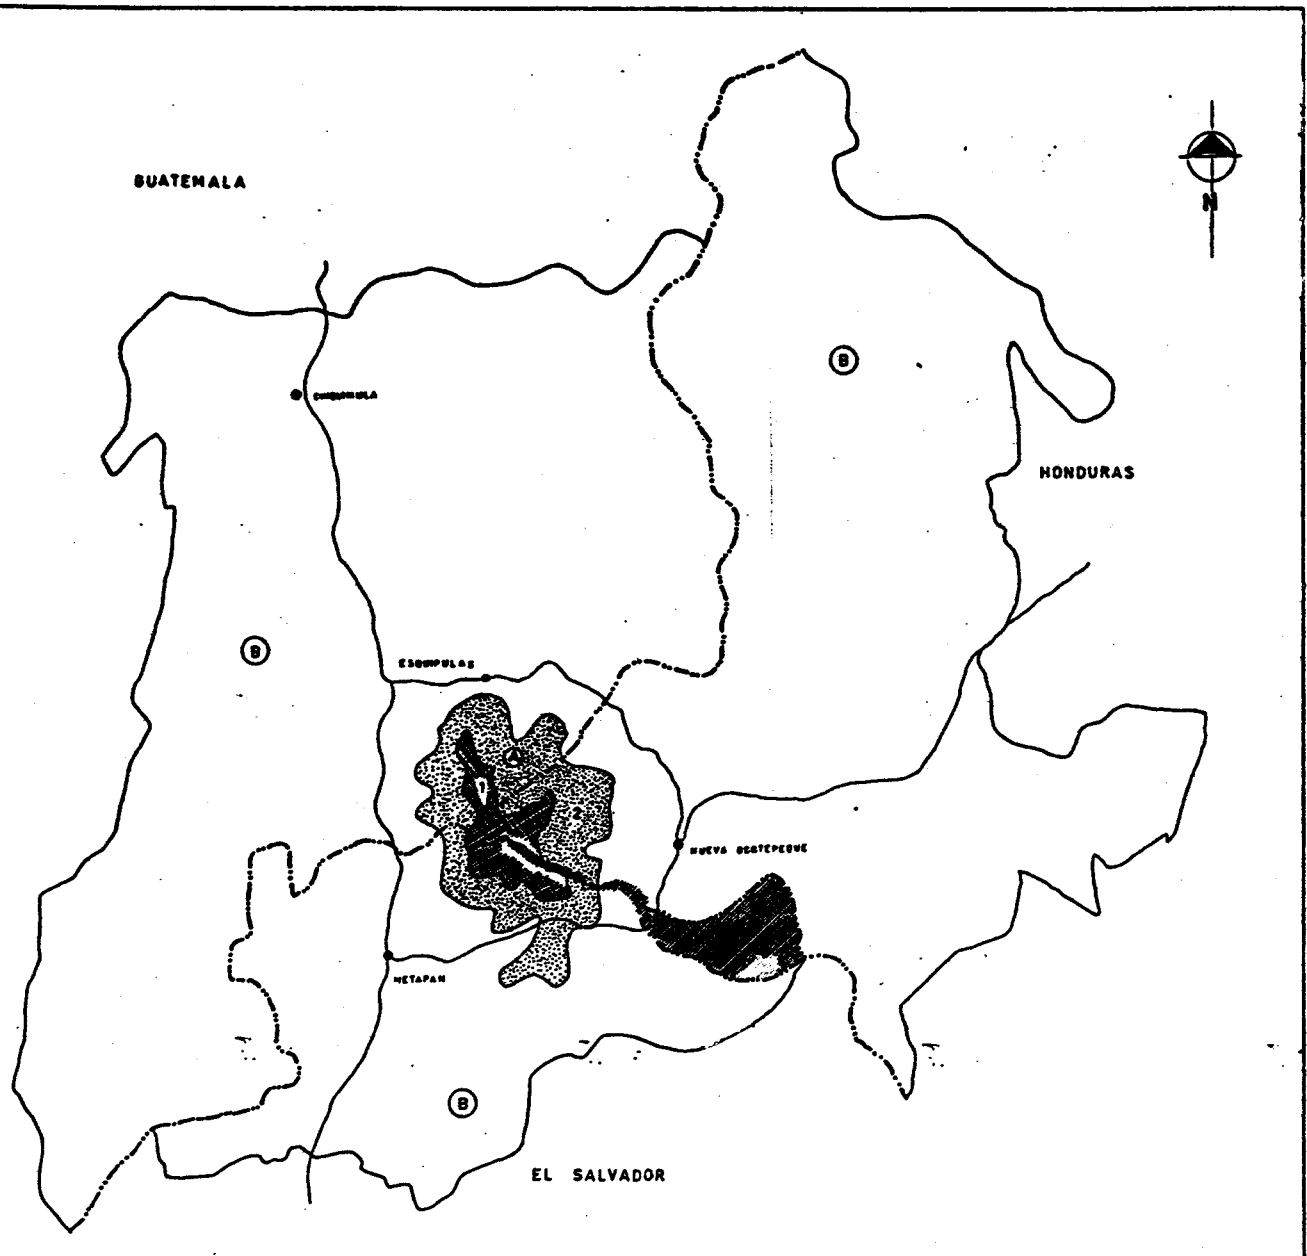 GUATEMALA
N
B
CHIQUIMULA
HONDURAS
B
ESQUIPULAS
A
1
2
NUEVA OCOTEPEQUE
METAPAN
B
EL SALVADOR